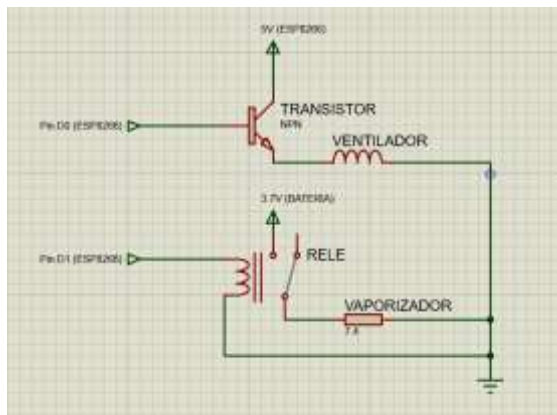 5V (ESP8266)
TRANSISTOR
NPN
Pin D0 (ESP8266)
VENTILADOR
3.7V (BATERIA)
Pin D1 (ESP8266)
RELE
VAPORIZADOR